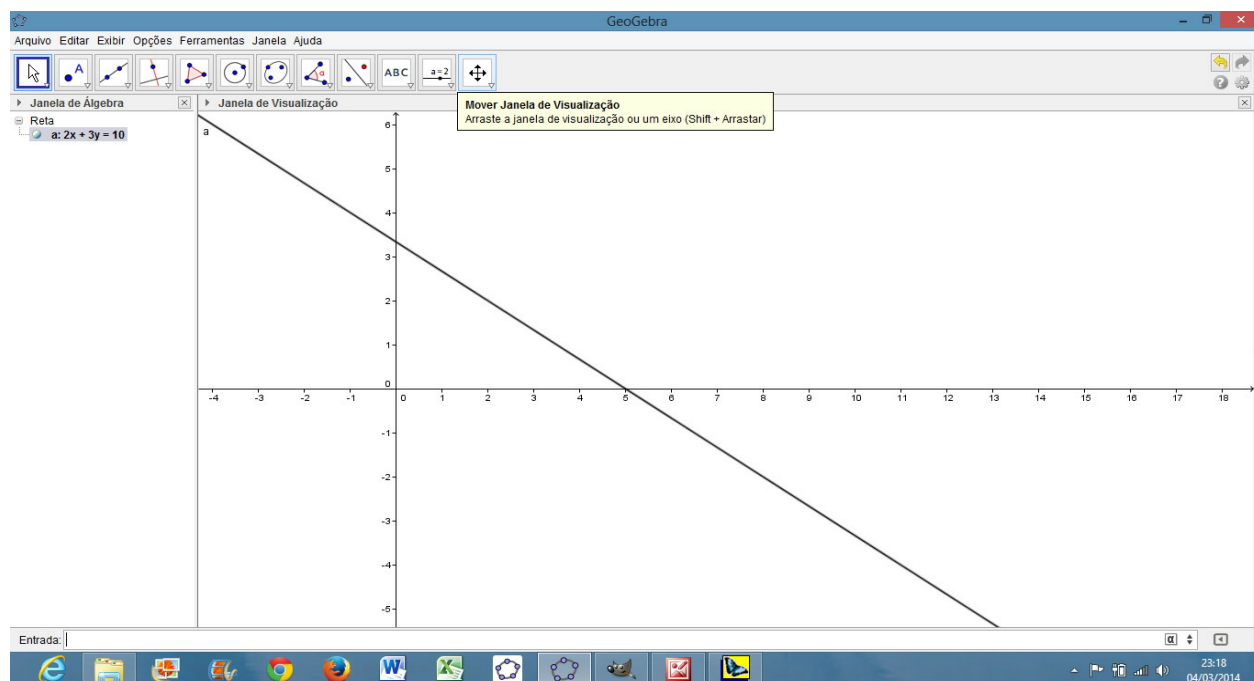 GeoGebra
Arquivo Editar Exibir Opções Ferramentas Janela Ajuda
A
α
ABC
a=2
Janela de Álgebra
Janela de Visualização
Mover Janela de Visualização
Arraste a janela de visualização ou um eixo (Shift + Arrastar)
Reta
a: 2x + 3y = 10
a
6
5
4
3
2
1
0
-4 -3 -2 -1 0 1 2 3 4 5 6 7 8 9 10 11 12 13 14 15 16 17 18
-1
-2
-3
-4
-5
Entrada:
α
23:18
04/03/2014